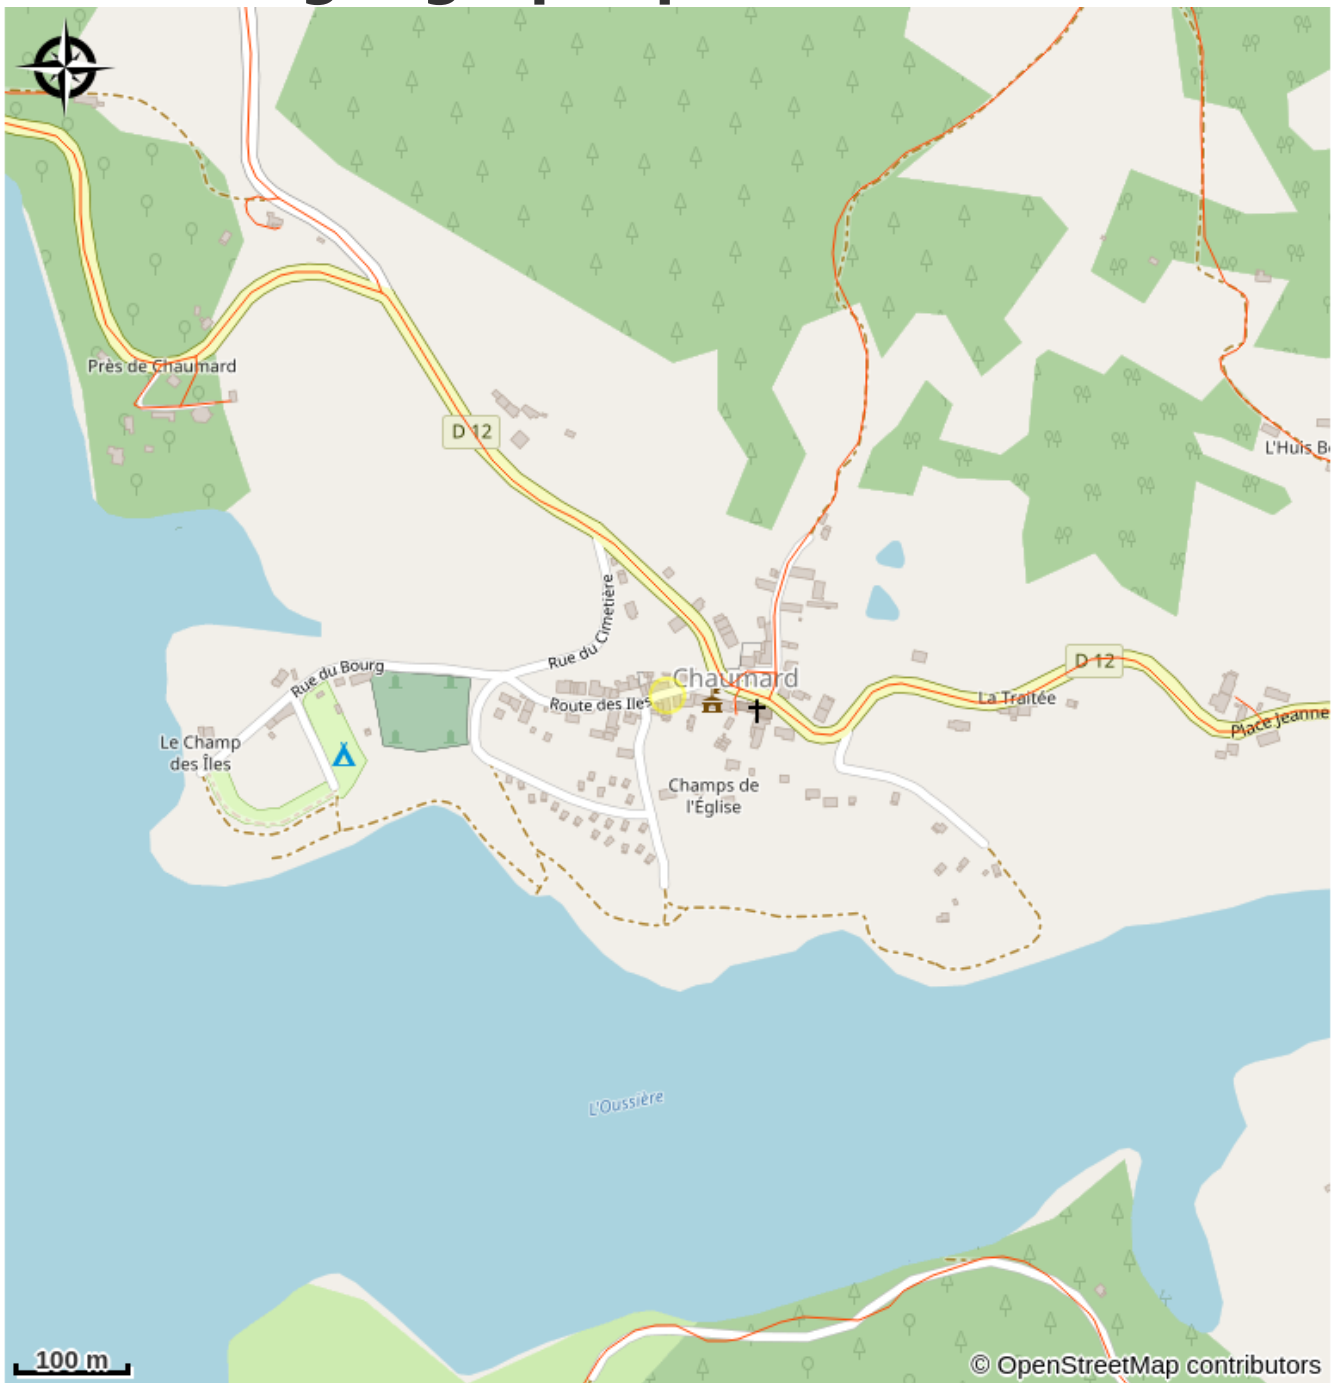 Près de Chaumard
D 12
L'Huis B
Rue du Cimetière
Rue du Bourg
Chaumard
D 12
Route des Iles
La Traitée
Place Jeanne
Le Champ
des Îles
Champs de
l'Église
L'Oussière
100 m
© OpenStreetMap contributors